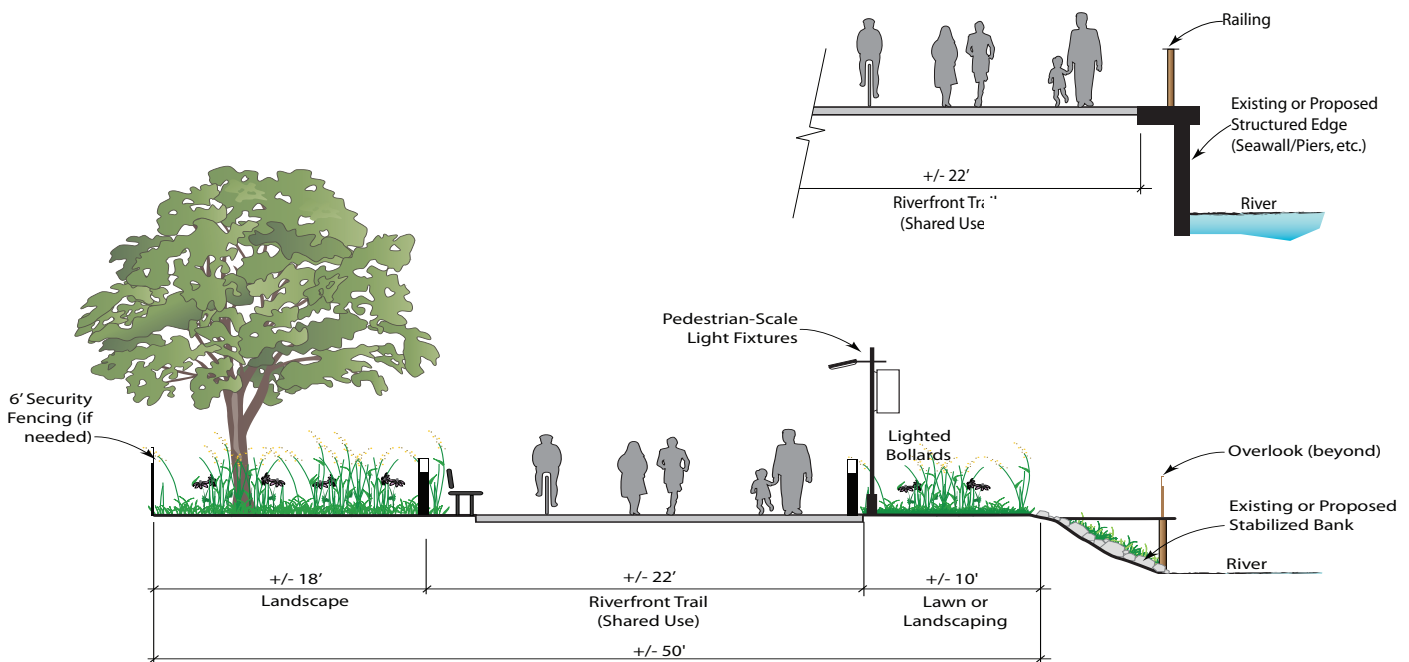 Railing
Existing or Proposed
Structured Edge
(Seawall/Piers, etc.)
+/- 22’
Riverfront
(Shared Use
River
Pedestrian-Scale
Light Fixtures
6’ Security
Fencing (if
needed)
Lighted
Bollards
Overlook (beyond)
Existing or Proposed
Stabilized Bank
River
+/- 18’
Landscape
+/- 22’
Riverfront Trail
(Shared Use)
+/- 10'
Lawn or
Landscaping
+/- 50'